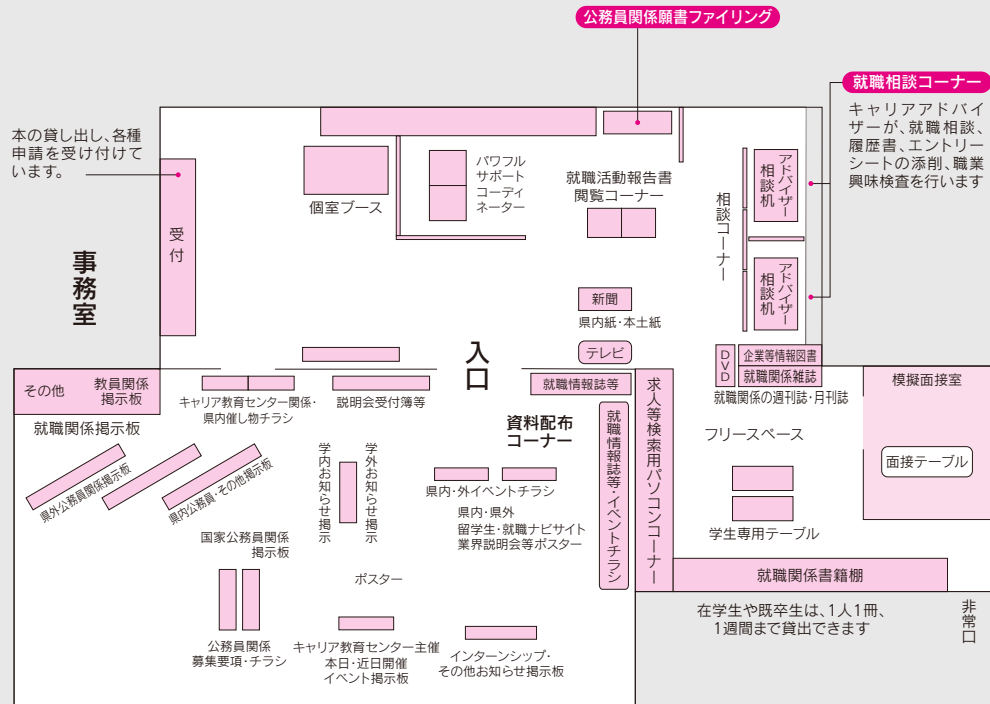 公務員関係願書ファイリング
就職相談コーナー
キャリアアドバイ
ザーが、就職相談、
履歴書、エントリー
シートの添削、職業
興味検査を行います
本の貸し出し、各種
申請を受け付けて
います。
事務室
受付
個室ブース
パワフル
サポート
コーディ
ネーター
就職活動報告書
閲覧コーナー
相談コーナー
アドバイザー
相談机
アドバイザー
相談机
新聞
県内紙・本土紙
テレビ
入口
DVD
企業等情報図書
就職関係雑誌
就職関係の週刊誌・月刊誌
その他
教員関係
掲示板
就職関係掲示板
キャリア教育センター関係・
県内催し物チラシ
説明会受付簿等
就職情報誌等
資料配布
コーナー
就職情報誌等・イベントチラシ
求人等検索用パソコンコーナー
フリースペース
模擬面接室
面接テーブル
学生専用テーブル
就職関係書籍棚
在学生や既卒生は、1人1冊、
1週間まで貸出できます
非常口
県外公務員関係掲示板
県内公務員・その他掲示板
学内お知らせ掲示
学外お知らせ掲示
県内・外イベントチラシ
県内・県外
留学生・就職ナビサイト
業界説明会等ポスター
国家公務員関係
掲示板
ポスター
公務員関係
募集要項・チラシ
キャリア教育センター主催
本日・近日開催
イベント掲示板
インターンシップ・
その他お知らせ掲示板